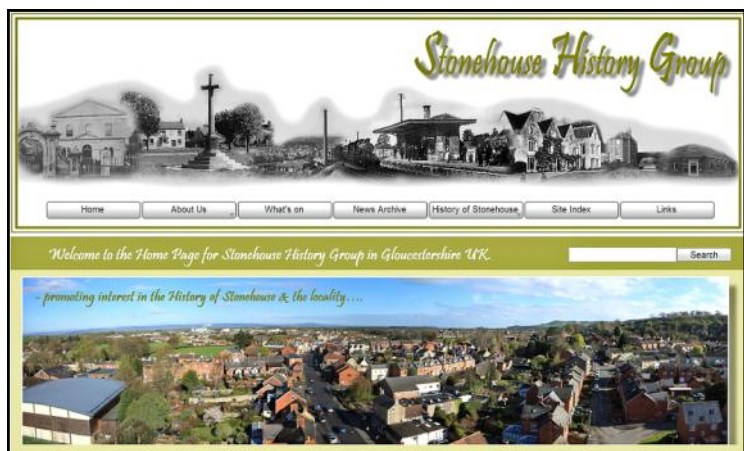 Stonehouse History Group
Home
About Us
What's on
News Archive
History of Stonehouse
Site Index
Links
Welcome to the Home Page for Stonehouse History Group in Gloucestershire UK.
Search
- promoting interest in the History of Stonehouse & the locality....